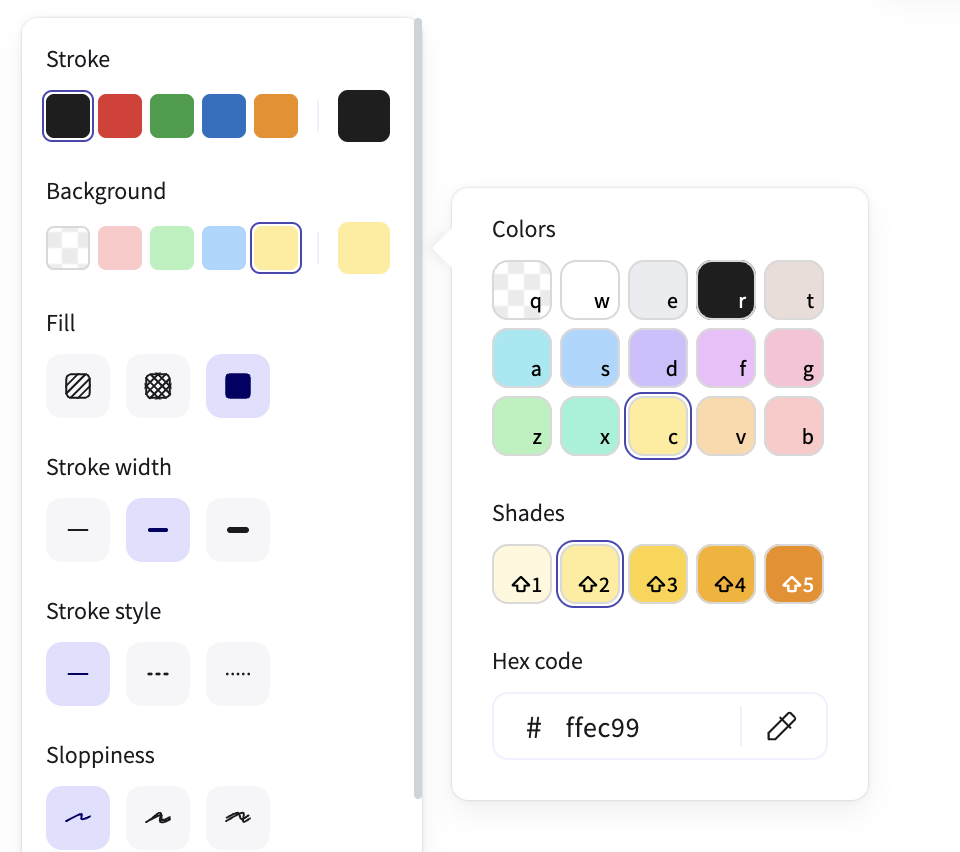 Stroke
Background
Fill
Stroke width
Stroke style
Sloppiness
Colors
q w e r t
a s d f g
z x c v b
Shades
⇧1 ⇧2 ⇧3 ⇧4 ⇧5
Hex code
# ffec99